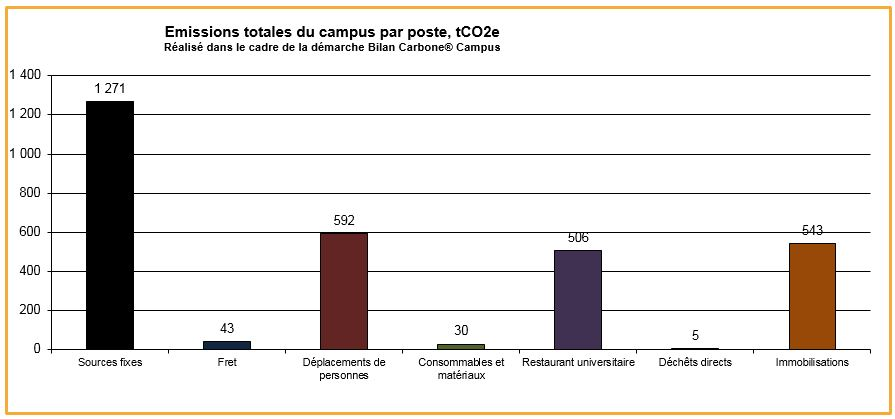 Emissions totales du campus par poste, tCO2e
Réalisé dans le cadre de la démarche Bilan Carbone® Campus
1 400
1 200
1 000
800
600
400
200
0
1 271
43
592
30
506
5
543
Sources fixes
Fret
Déplacements de
personnes
Consommables et
matériaux
Restaurant universitaire
Déchêts directs
Immobilisations